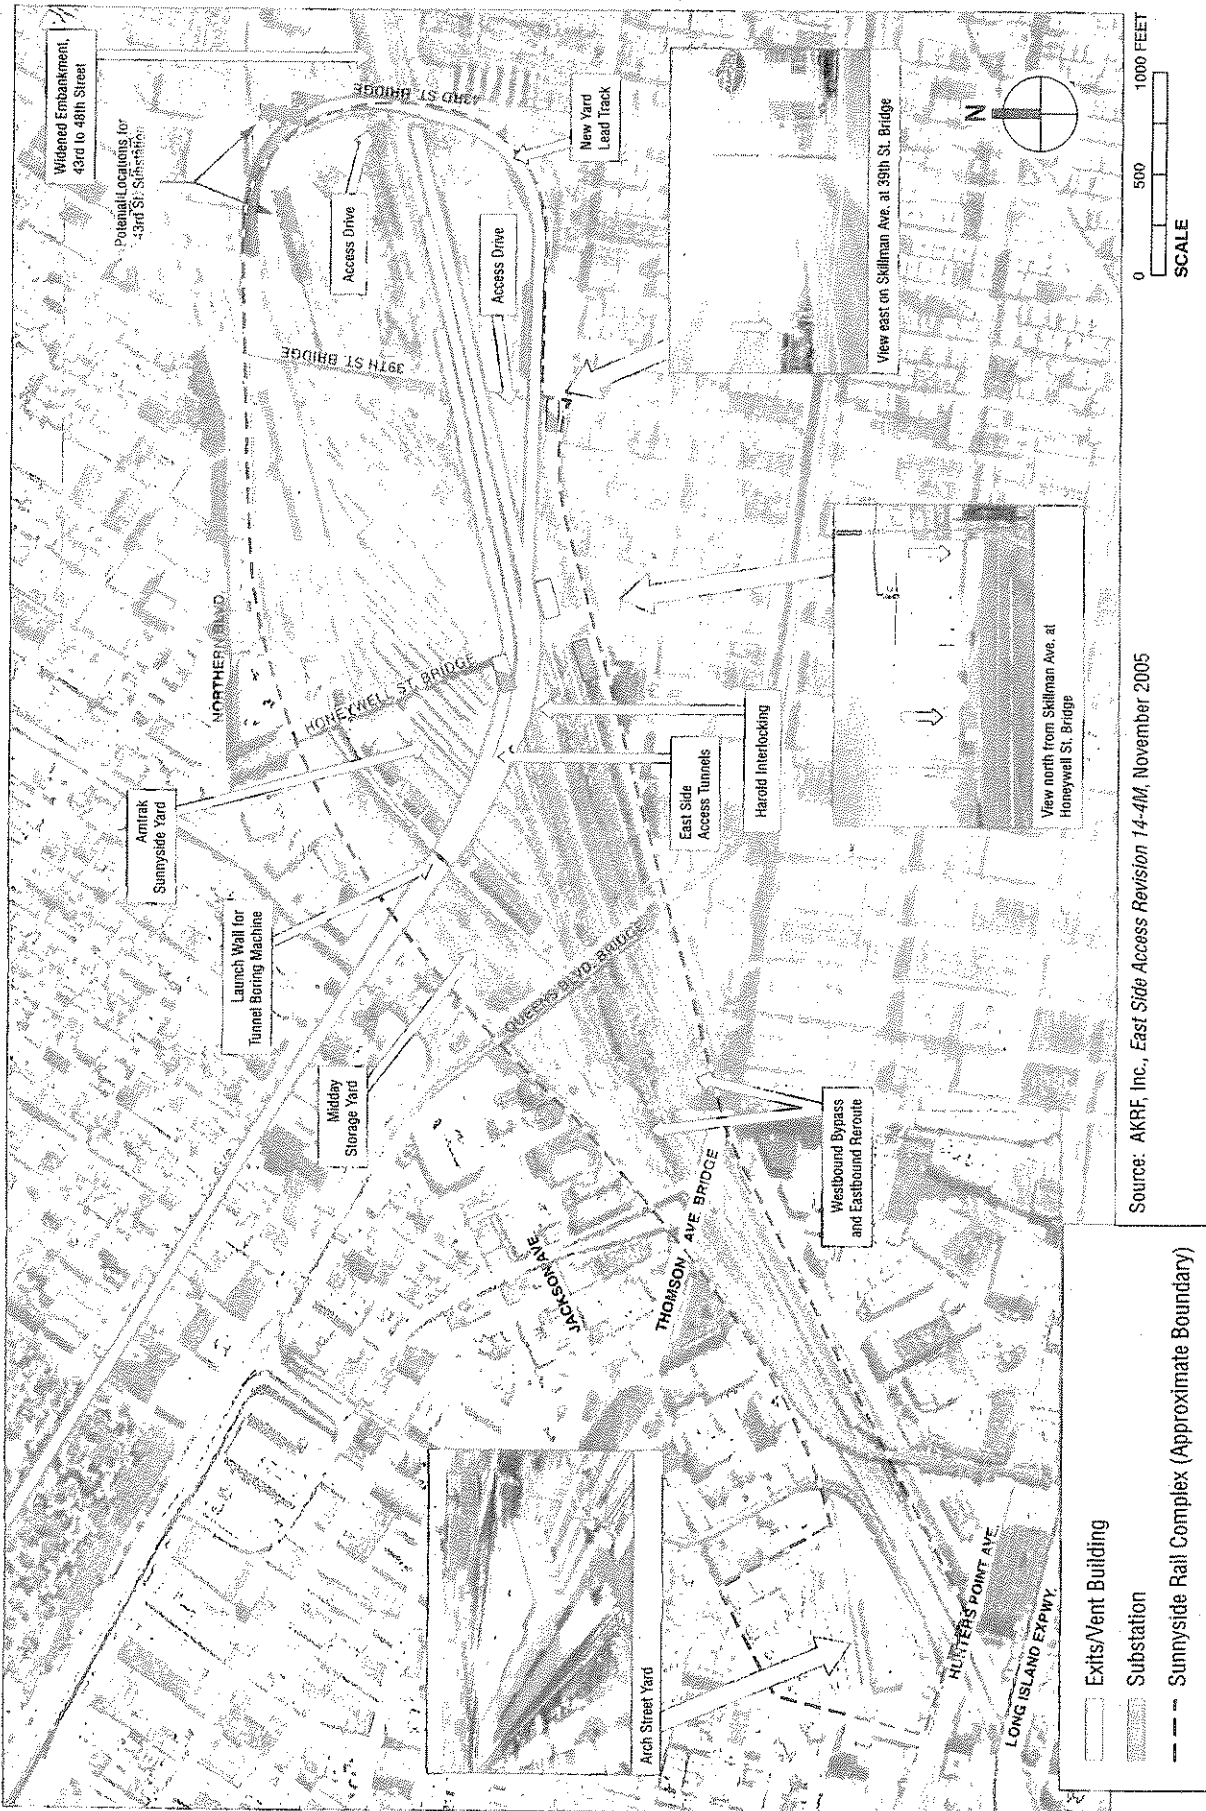 Widened Embankment,
43rd to 48th Street
Potential Locations for
43rd St. Substation
43RD ST. BRIDGE
Access Drive
New Yard
Lead Track
Access Drive
39TH ST. BRIDGE
View east on Skillman Ave. at 39th St. Bridge
N
0 500 1000 FEET
SCALE
NORTHERN BLVD.
HONEYWELL ST. BRIDGE
Amtrak
Sunnyside Yard
Launch Wall for
Tunnel Boring Machine
Midday
Storage Yard
East Side
Access Tunnels
Harold Interlocking
View north from Skillman Ave. at
Honeywell St. Bridge
QUEENS BLVD. BRIDGE
Westbound Bypass
and Eastbound Reroute
JACKSON AVE.
THOMSON AVE. BRIDGE
Arch Street Yard
HUNTERS POINT AVE.
LONG ISLAND EXPWY.
Exits/Vent Building
Substation
Sunnyside Rail Complex (Approximate Boundary)
Source: AKRF, Inc., East Side Access Revision 14-4M, November 2005